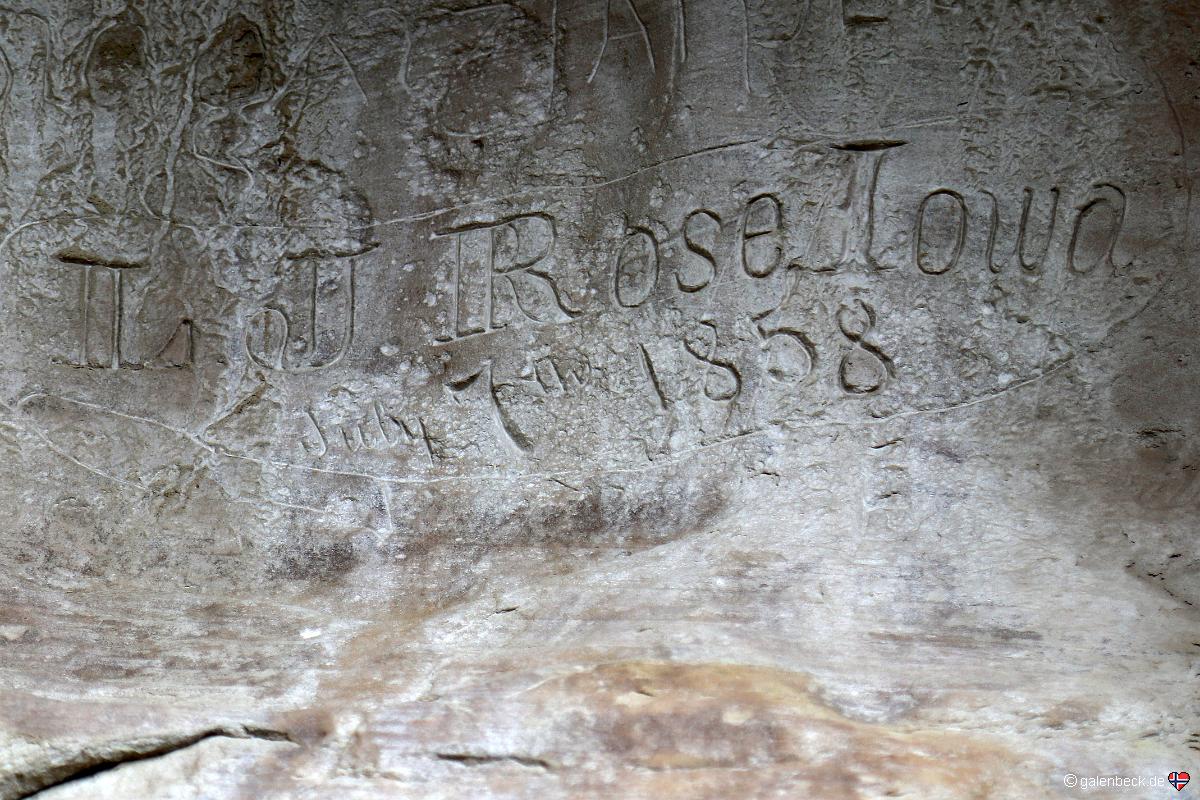 L J Rose Iowa
July 7th 1858
© galenbeck.de